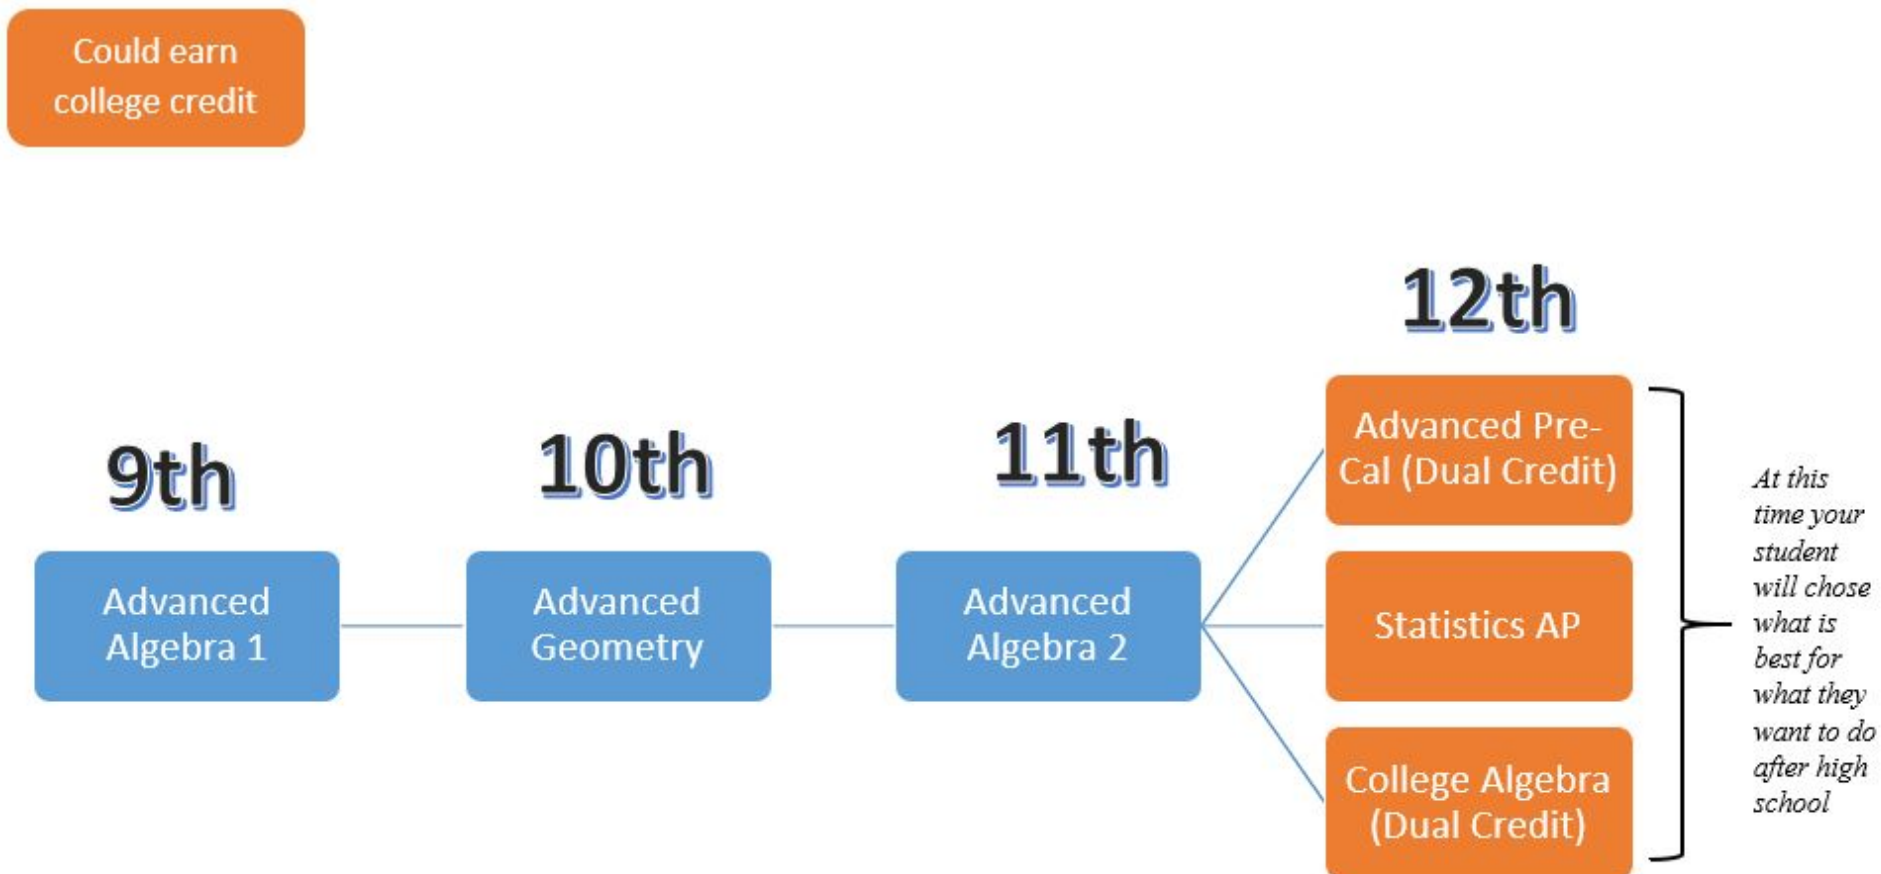 Could earn
college credit
9th
Advanced
Algebra 1
10th
Advanced
Geometry
11th
Advanced
Algebra 2
12th
Advanced Pre-
Cal (Dual Credit)
Statistics AP
College Algebra
(Dual Credit)
At this
time your
student
will chose
what is
best for
what they
want to do
after high
school